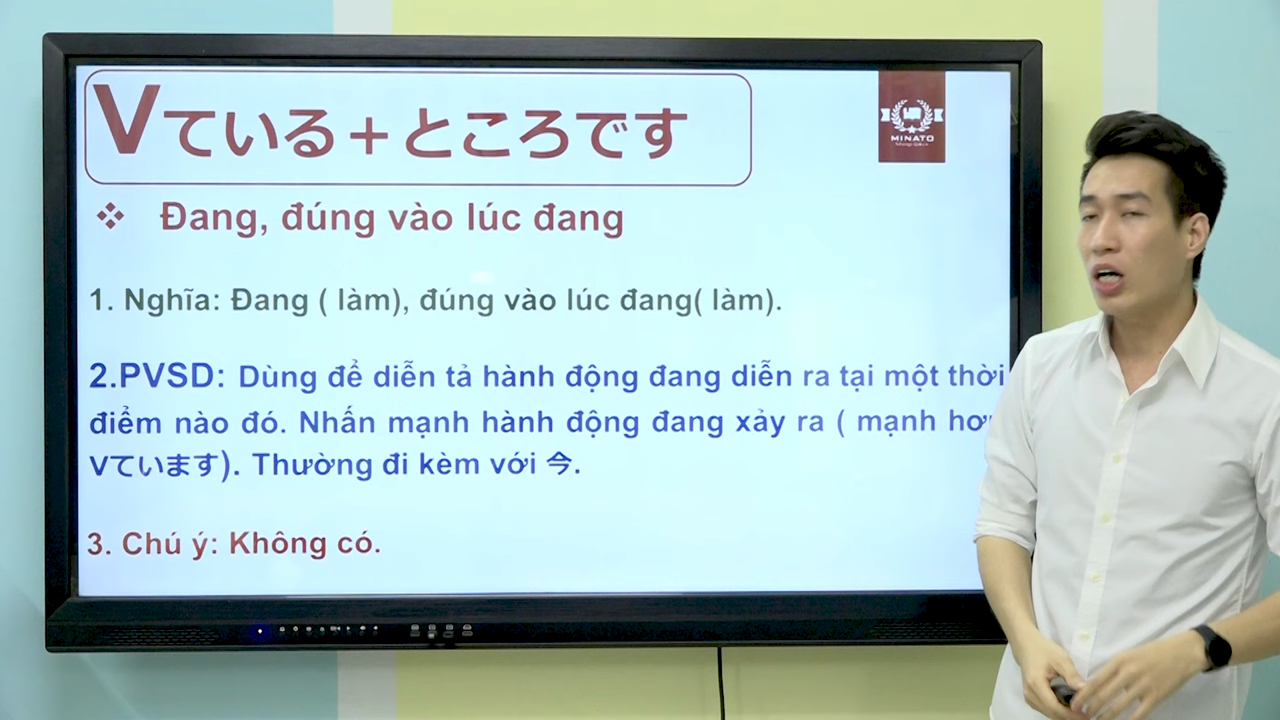 Vている+ところです
MINATO
❖ Đang, đúng vào lúc đang
1. Nghĩa: Đang ( làm), đúng vào lúc đang( làm).
2.PVSD: Dùng để diễn tả hành động đang diễn ra tại một thời
điểm nào đó. Nhấn mạnh hành động đang xảy ra ( mạnh hơn
Vています). Thường đi kèm với 今.
3. Chú ý: Không có.